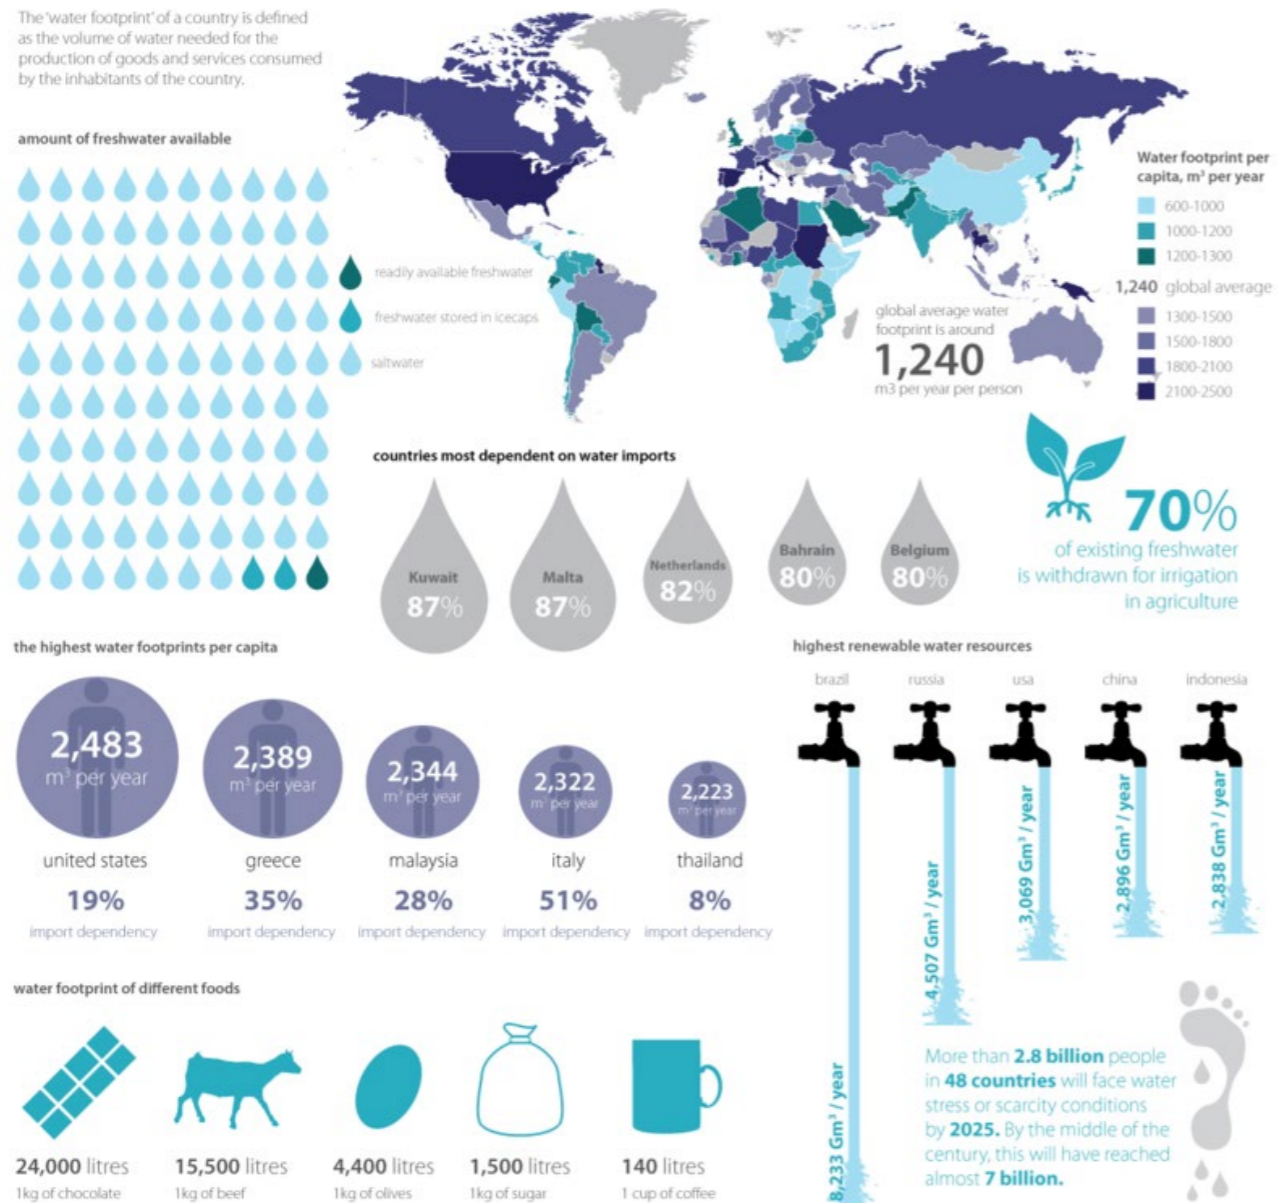 The 'water footprint' of a country is defined
as the volume of water needed for the
production of goods and services consumed
by the inhabitants of the country.
amount of freshwater available
readily available freshwater
freshwater stored in icecaps
saltwater
Water footprint per
capita, m³ per year
600-1000
1000-1200
1200-1300
1,240 global average
1300-1500
1500-1800
1800-2100
2100-2500
global average water
footprint is around
1,240
m3 per year per person
countries most dependent on water imports
Kuwait
87%
Malta
87%
Netherlands
82%
Bahrain
80%
Belgium
80%
70%
of existing freshwater
is withdrawn for irrigation
in agriculture
the highest water footprints per capita
2,483
m³ per year
united states
19%
import dependency
2,389
m³ per year
greece
35%
import dependency
2,344
m³ per year
malaysia
28%
import dependency
2,322
m³ per year
italy
51%
import dependency
2,223
m³ per year
thailand
8%
import dependency
highest renewable water resources
brazil
8,233 Gm³ / year
russia
4,507 Gm³ / year
usa
3,069 Gm³ / year
china
2,896 Gm³ / year
indonesia
2,838 Gm³ / year
water footprint of different foods
24,000 litres
1kg of chocolate
15,500 litres
1kg of beef
4,400 litres
1kg of olives
1,500 litres
1kg of sugar
140 litres
1 cup of coffee
More than 2.8 billion people
in 48 countries will face water
stress or scarcity conditions
by 2025. By the middle of the
century, this will have reached
almost 7 billion.